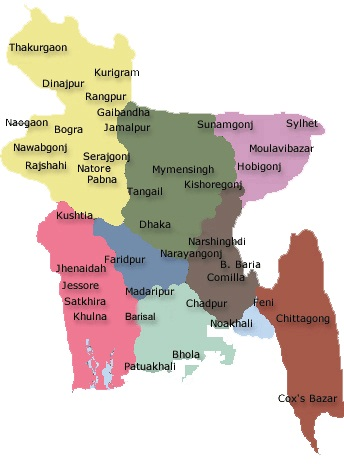 Thakurgaon
Kurigram
Dinajpur
Rangpur
Gaibandha
Naogaon
Bogra
Jamalpur
Sunamgonj
Sylhet
Nawabgonj
Serajgonj
Moulavibazar
Rajshahi
Natore
Mymensingh
Hobigonj
Pabna
Tangail
Kishoregonj
Kushtia
Dhaka
Narshinghdi
Narayangonj
Faridpur
B. Baria
Jhenaidah
Comilla
Jessore
Madaripur
Satkhira
Chadpur
Feni
Khulna
Barisal
Noakhali
Chittagong
Bhola
Patuakhali
Cox's Bazar